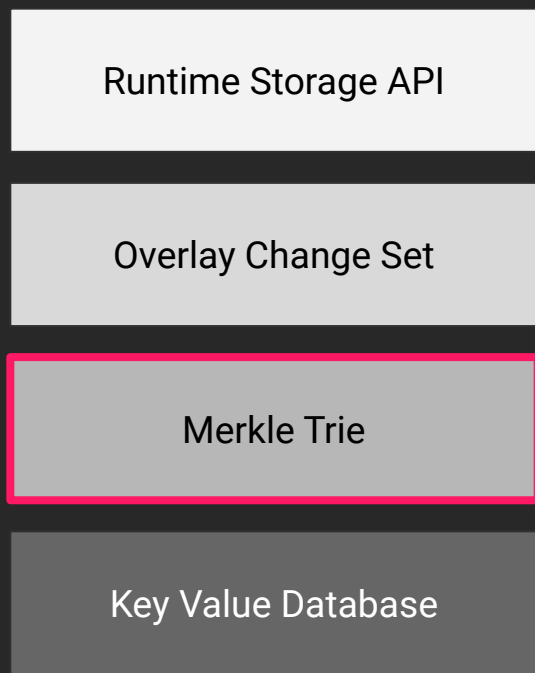 Runtime Storage API
Overlay Change Set
Merkle Trie
Key Value Database